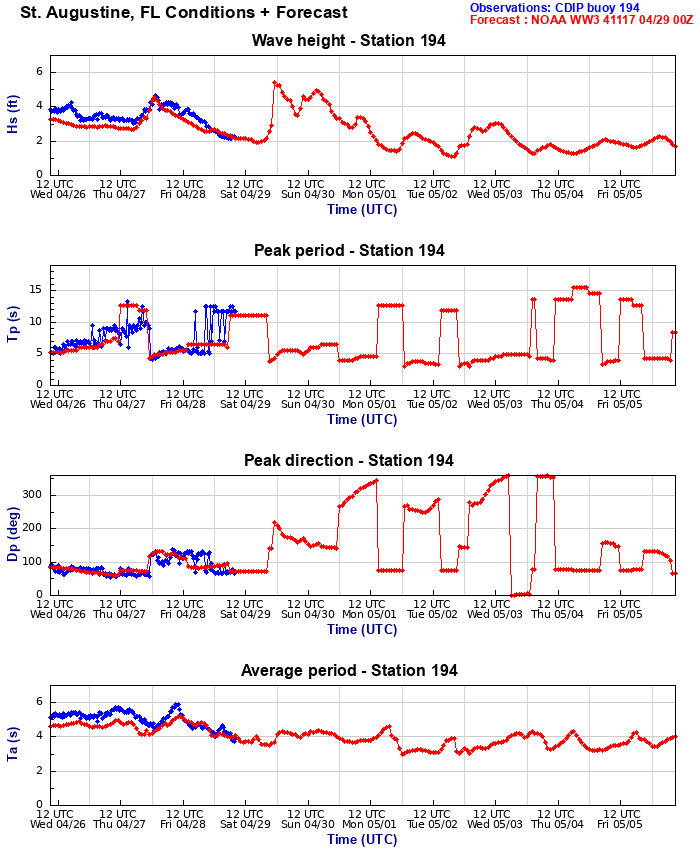 St. Augustine, FL Conditions + Forecast
Observations: CDIP buoy 194
Forecast : NOAA WW3 41117 04/29 00Z
Wave height - Station 194
Hs (ft)
6
4
2
0
12 UTC 12 UTC 12 UTC 12 UTC 12 UTC 12 UTC 12 UTC 12 UTC 12 UTC 12 UTC
Wed 04/26 Thu 04/27 Fri 04/28 Sat 04/29 Sun 04/30 Mon 05/01 Tue 05/02 Wed 05/03 Thu 05/04 Fri 05/05
Time (UTC)
Peak period - Station 194
Tp (s)
15
10
5
0
12 UTC 12 UTC 12 UTC 12 UTC 12 UTC 12 UTC 12 UTC 12 UTC 12 UTC 12 UTC
Wed 04/26 Thu 04/27 Fri 04/28 Sat 04/29 Sun 04/30 Mon 05/01 Tue 05/02 Wed 05/03 Thu 05/04 Fri 05/05
Time (UTC)
Peak direction - Station 194
Dp (deg)
300
200
100
0
12 UTC 12 UTC 12 UTC 12 UTC 12 UTC 12 UTC 12 UTC 12 UTC 12 UTC 12 UTC
Wed 04/26 Thu 04/27 Fri 04/28 Sat 04/29 Sun 04/30 Mon 05/01 Tue 05/02 Wed 05/03 Thu 05/04 Fri 05/05
Time (UTC)
Average period - Station 194
Ta (s)
6
4
2
0
12 UTC 12 UTC 12 UTC 12 UTC 12 UTC 12 UTC 12 UTC 12 UTC 12 UTC 12 UTC
Wed 04/26 Thu 04/27 Fri 04/28 Sat 04/29 Sun 04/30 Mon 05/01 Tue 05/02 Wed 05/03 Thu 05/04 Fri 05/05
Time (UTC)